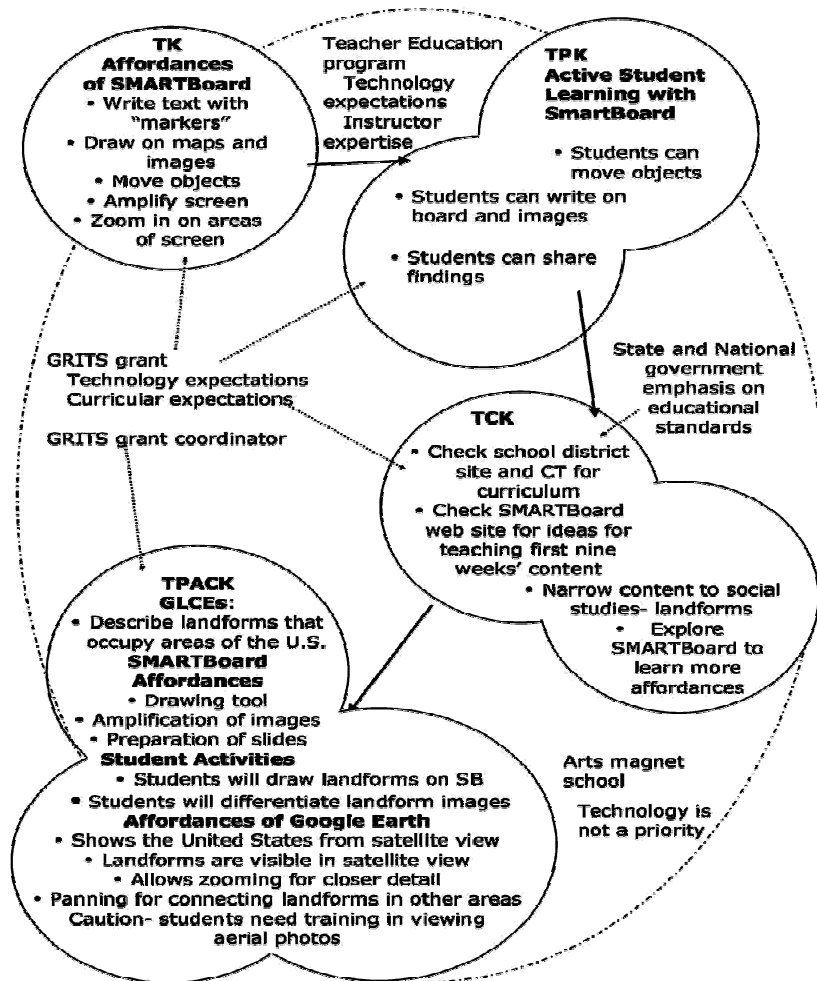 TK
Affordances
of SMARTBoard
• Write text with
"markers"
• Draw on maps and
images
• Move objects
• Amplify screen
• Zoom in on areas
of screen
Teacher Education
program
Technology
expectations
Instructor
expertise
TPK
Active Student
Learning with
SmartBoard
• Students can
move objects
• Students can write on
board and images
• Students can share
findings
GRITS grant
Technology expectations
Curricular expectations
GRITS grant coordinator
State and National
government
emphasis on
educational
standards
TCK
• Check school district
site and CT for
curriculum
• Check SMARTBoard
web site for ideas for
teaching first nine
weeks' content
• Narrow content to social
studies- landforms
• Explore
SMARTBoard to
learn more
affordances
TPACK
GLCEs:
• Describe landforms that
occupy areas of the U.S.
SMARTBoard
Affordances
• Drawing tool
• Amplification of images
• Preparation of slides
Student Activities
• Students will draw landforms on SB
• Students will differentiate landform images
Affordances of Google Earth
• Shows the United States from satellite view
• Landforms are visible in satellite view
• Allows zooming for closer detail
• Panning for connecting landforms in other areas
Caution- students need training in viewing
aerial photos
Arts magnet
school
Technology is
not a priority